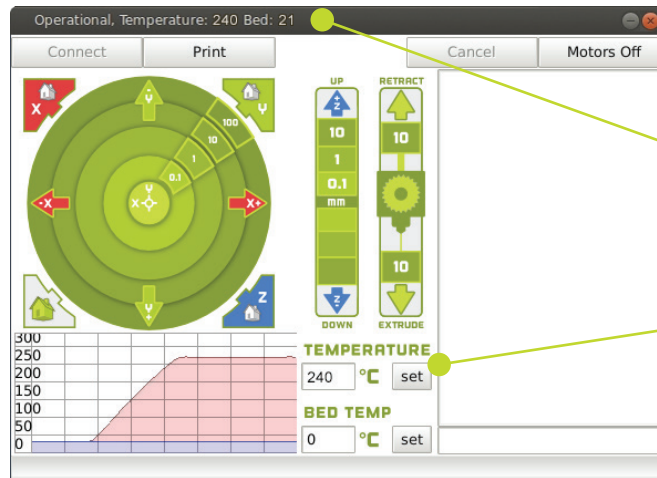 Operational, Temperature: 240 Bed: 21
Connect Print Cancel Motors Off
UP RETRACT
X -Y Y +Z
100 10 10
10 1
1 0.1
0.1 mm
-X Y X X+
10
Z Y+ -Z
DOWN EXTRUDE
300
250
200
150
100
50
0
TEMPERATURE
240 °C set
BED TEMP
0 °C set